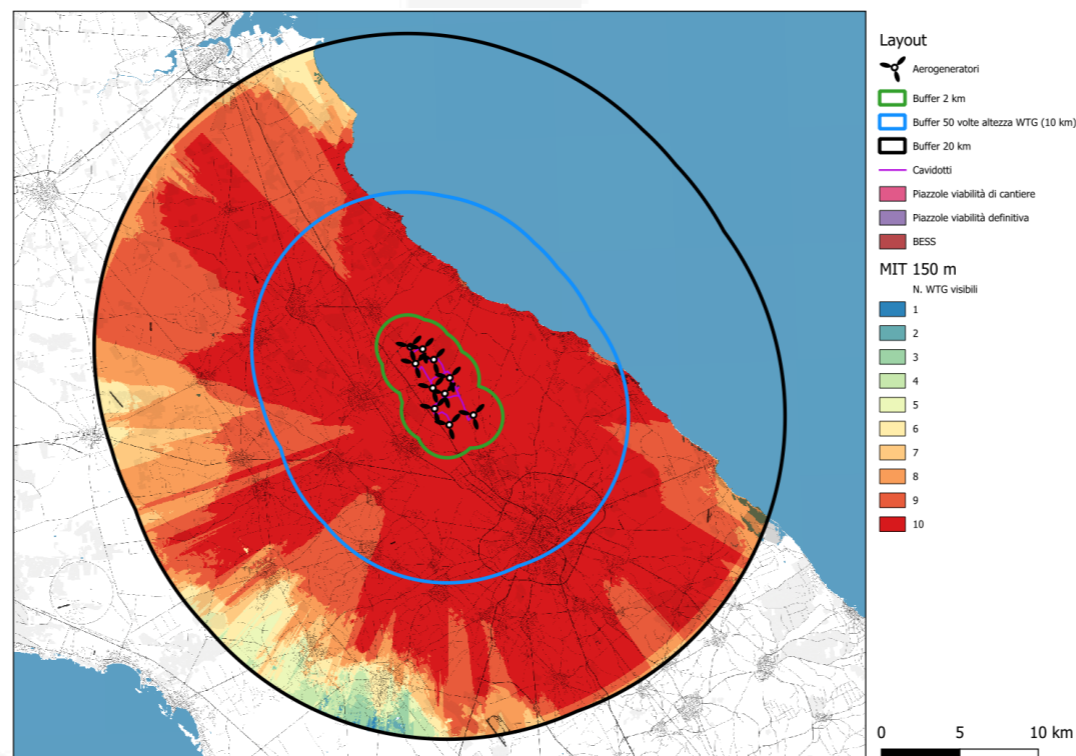 Layout
Aerogeneratori
Buffer 2 km
Buffer 50 volte altezza WTG (10 km)
Buffer 20 km
Cavidotti
Piazzole viabilità di cantiere
Piazzole viabilità definitiva
BESS
MIT 150 m
N. WTG visibili
1
2
3
4
5
6
7
8
9
10
0 5 10 km